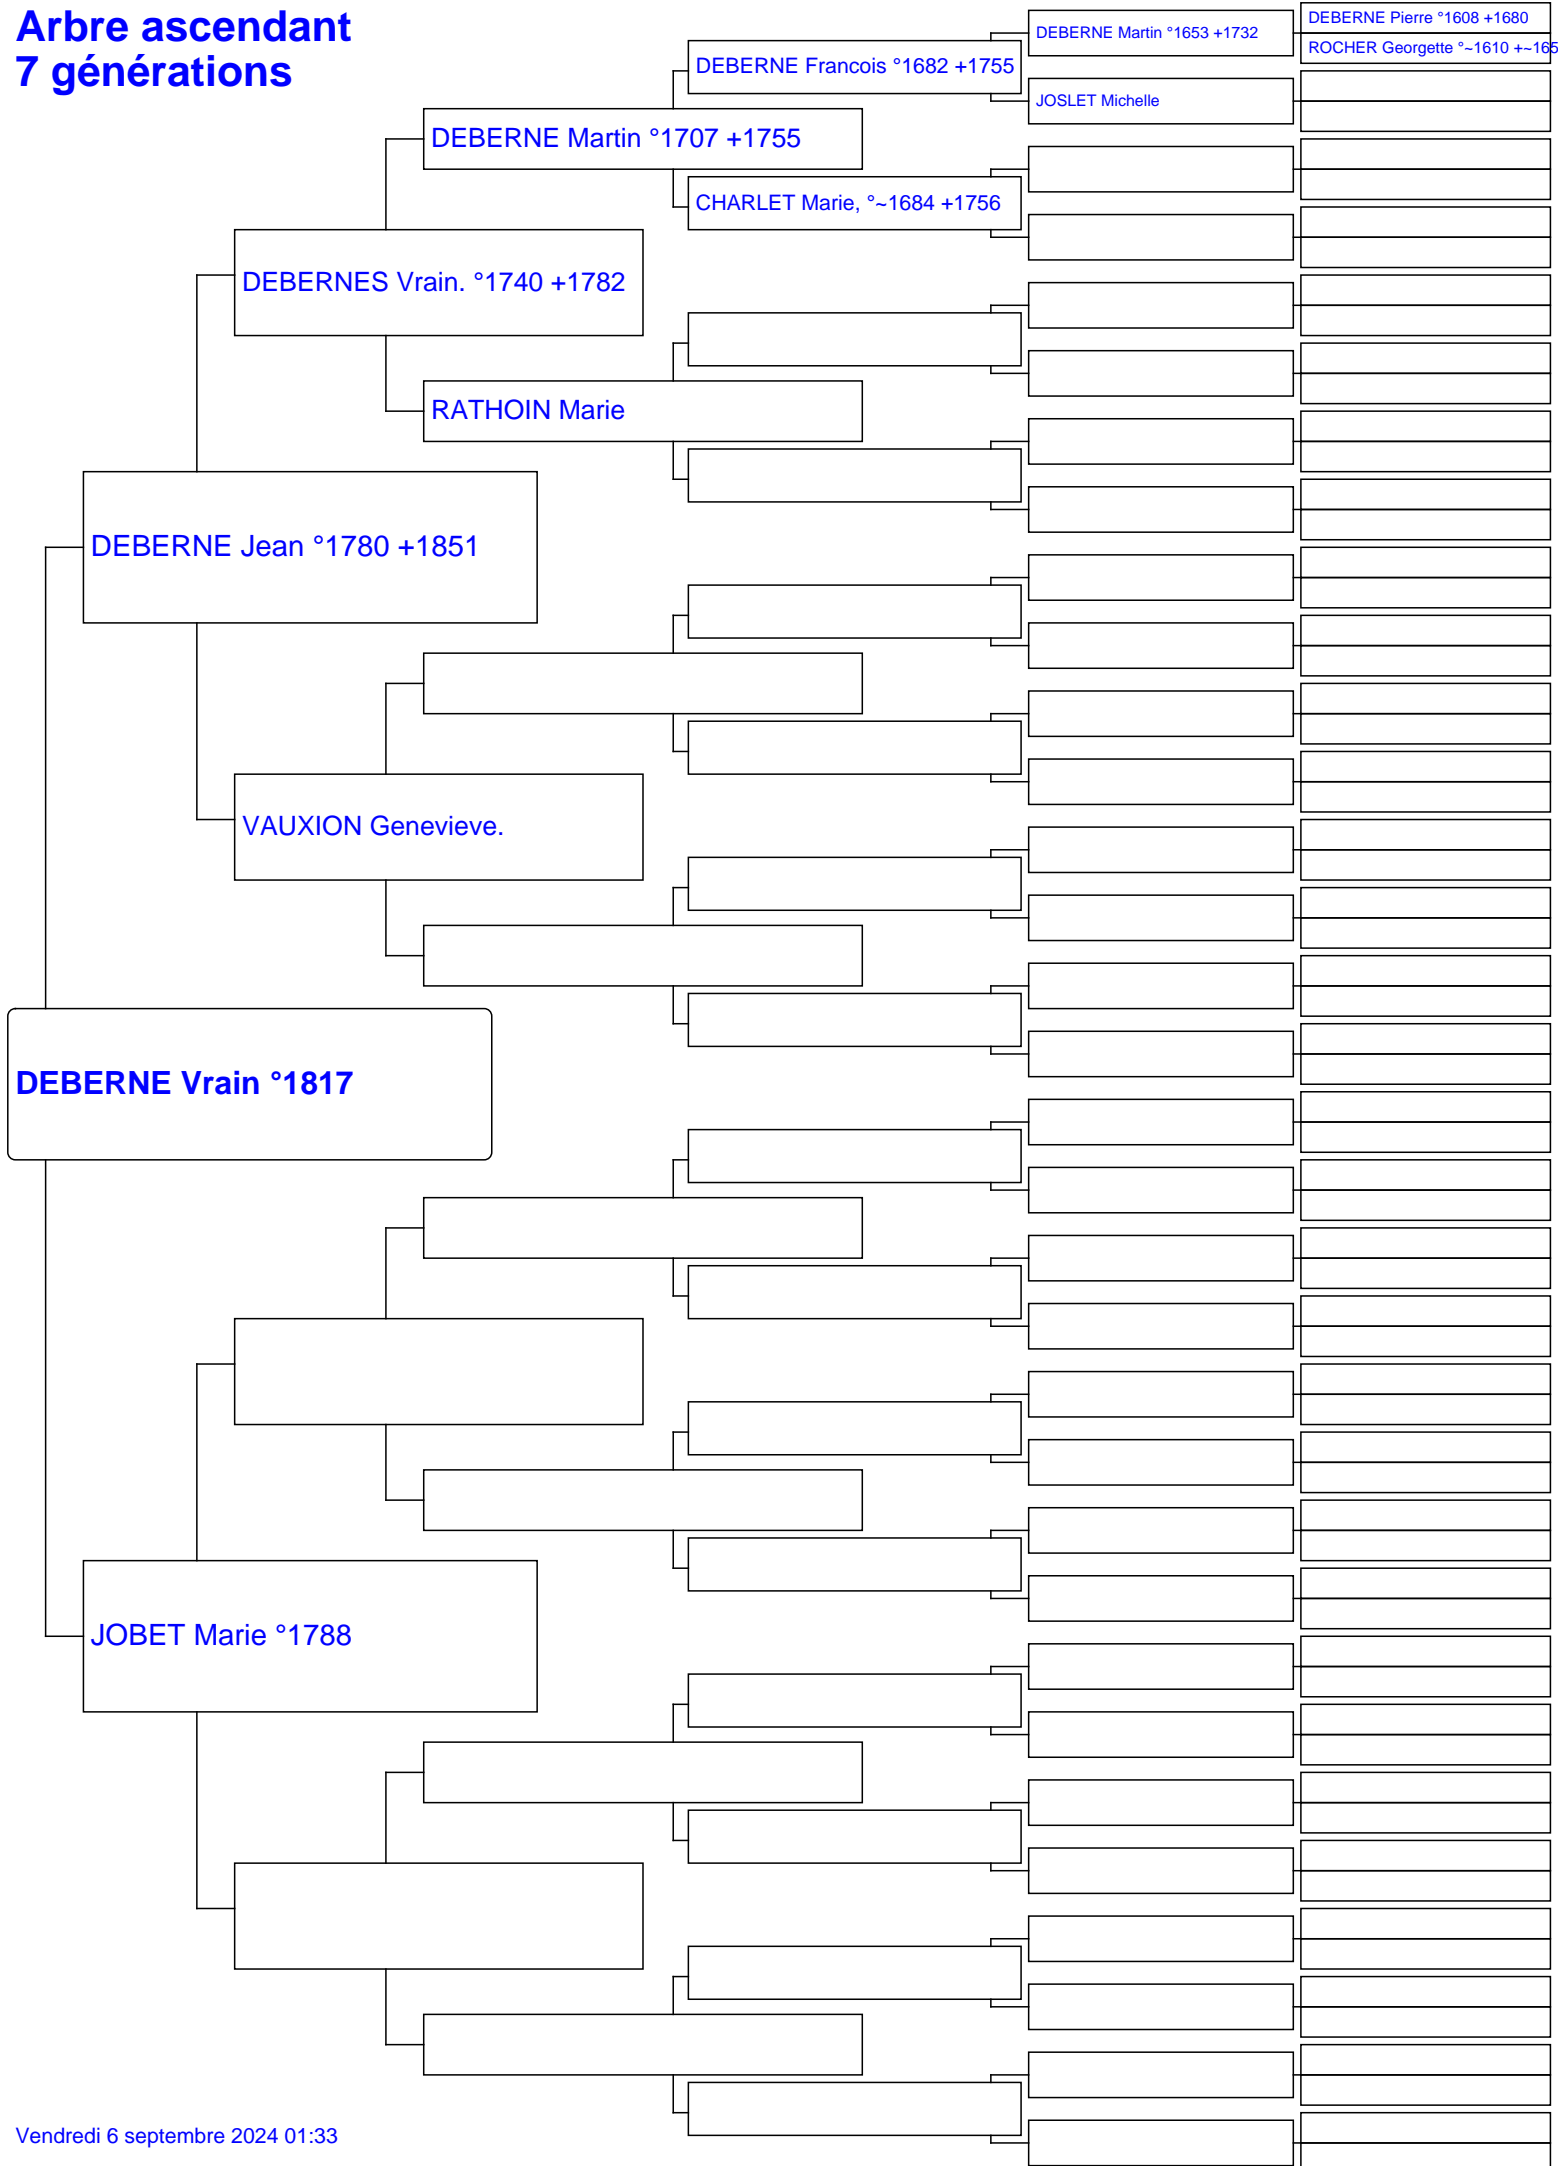 Arbre ascendant
7 générations
DEBERNE Pierre °1608 +1680
DEBERNE Martin °1653 +1732
ROCHER Georgette °~1610 +~165
DEBERNE Francois °1682 +1755
JOSLET Michelle
DEBERNE Martin °1707 +1755
CHARLET Marie, °~1684 +1756
DEBERNES Vrain. °1740 +1782
RATHOIN Marie
DEBERNE Jean °1780 +1851
VAUXION Genevieve.
DEBERNE Vrain °1817
JOBET Marie °1788
Vendredi 6 septembre 2024 01:33